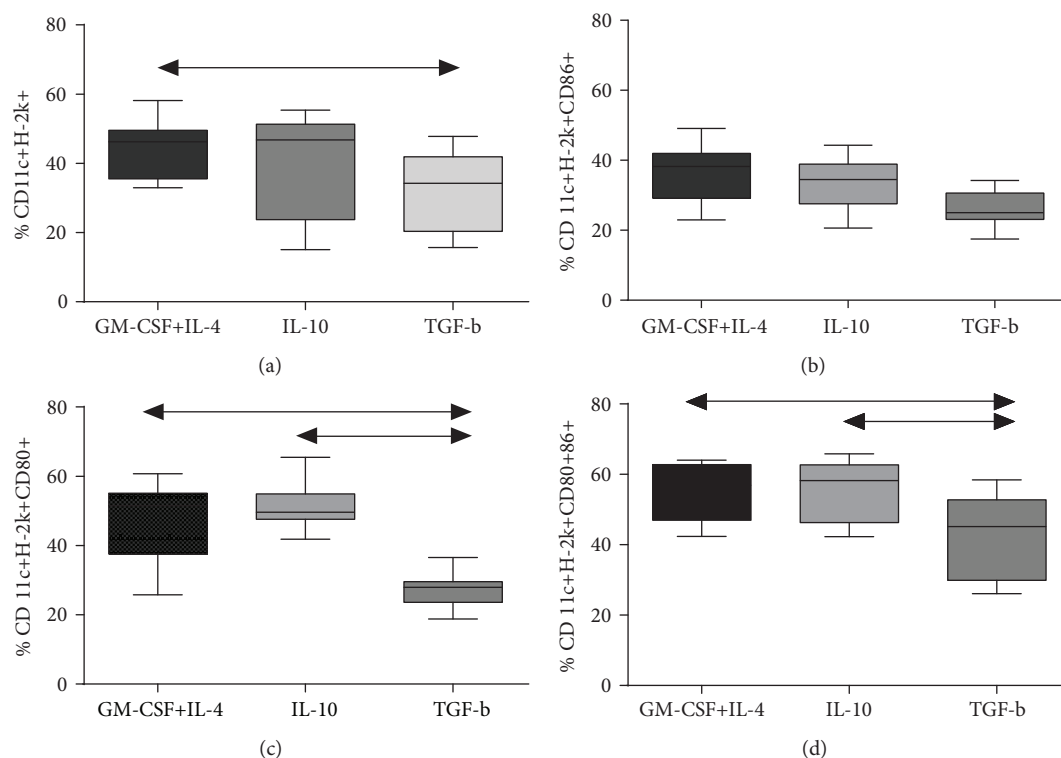 % CD11c+H-2k+
80
60
40
20
0
GM-CSF+IL-4 IL-10 TGF-b
(a)
% CD 11c+H-2k+CD86+
80
60
40
20
0
GM-CSF+IL-4 IL-10 TGF-b
(b)
% CD 11c+H-2k+CD80+
80
60
40
20
0
GM-CSF+IL-4 IL-10 TGF-b
(c)
% CD 11c+H-2k+CD80+86+
80
60
40
20
0
GM-CSF+IL-4 IL-10 TGF-b
(d)